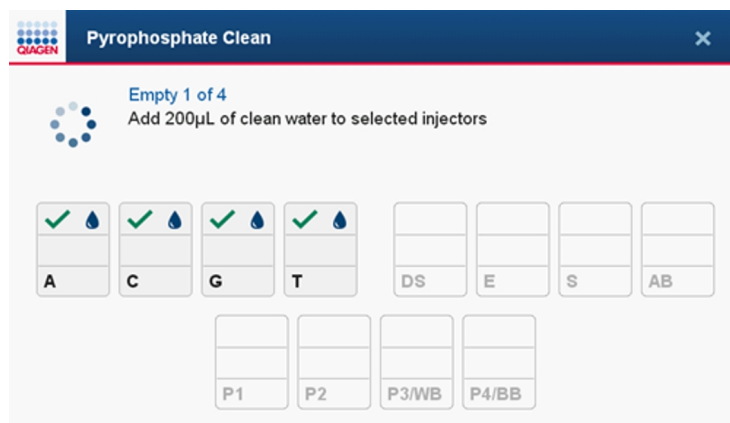 QIAGEN
Pyrophosphate Clean
Empty 1 of 4
Add 200µL of clean water to selected injectors
A C G T DS E S AB
P1 P2 P3/WB P4/BB